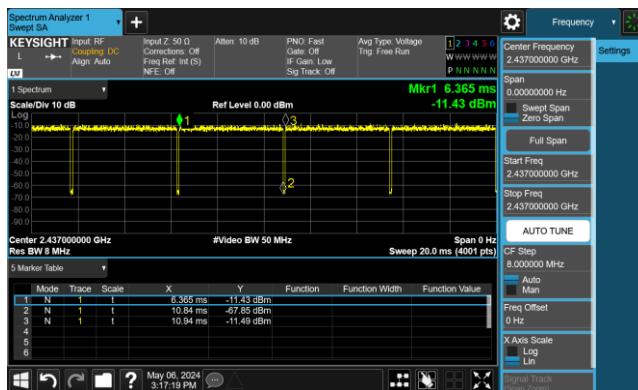 Spectrum Analyzer 1
Swept SA
Frequency
KEYSIGHT
L
LXI
Input: RF
Coupling: DC
Align: Auto
Input Z: 50 Ω
Corrections: Off
Freq Ref: Int (S)
NFE: Off
Atten: 10 dB
PNO: Fast
Gate: Off
IF Gain: Low
Sig Track: Off
Avg Type: Voltage
Trig: Free Run
1 2 3 4 5 6
W W W W W W
P N N N N N
Settings
Center Frequency
2.437000000 GHz
Span
0.00000000 Hz
Swept Span
Zero Span
Full Span
Start Freq
2.437000000 GHz
Stop Freq
2.437000000 GHz
AUTO TUNE
CF Step
8.000000 MHz
Auto
Man
Freq Offset
0 Hz
X Axis Scale
Log
Lin
Signal Track
(Span Zoom)
1 Spectrum
Scale/Div 10 dB
Ref Level 0.00 dBm
Mkr1 6.365 ms
-11.43 dBm
Log
1
3
2
-10.0
-20.0
-30.0
-40.0
-50.0
-60.0
-70.0
-80.0
-90.0
Center 2.437000000 GHz
#Video BW 50 MHz
Span 0 Hz
Res BW 8 MHz
Sweep 20.0 ms (4001 pts)
5 Marker Table
Mode Trace Scale X Y Function Function Width Function Value
1 N 1 t 6.365 ms -11.43 dBm
2 N 1 t 10.84 ms -67.85 dBm
3 N 1 t 10.94 ms -11.49 dBm
4
5
6
?
May 06, 2024
3:17:19 PM